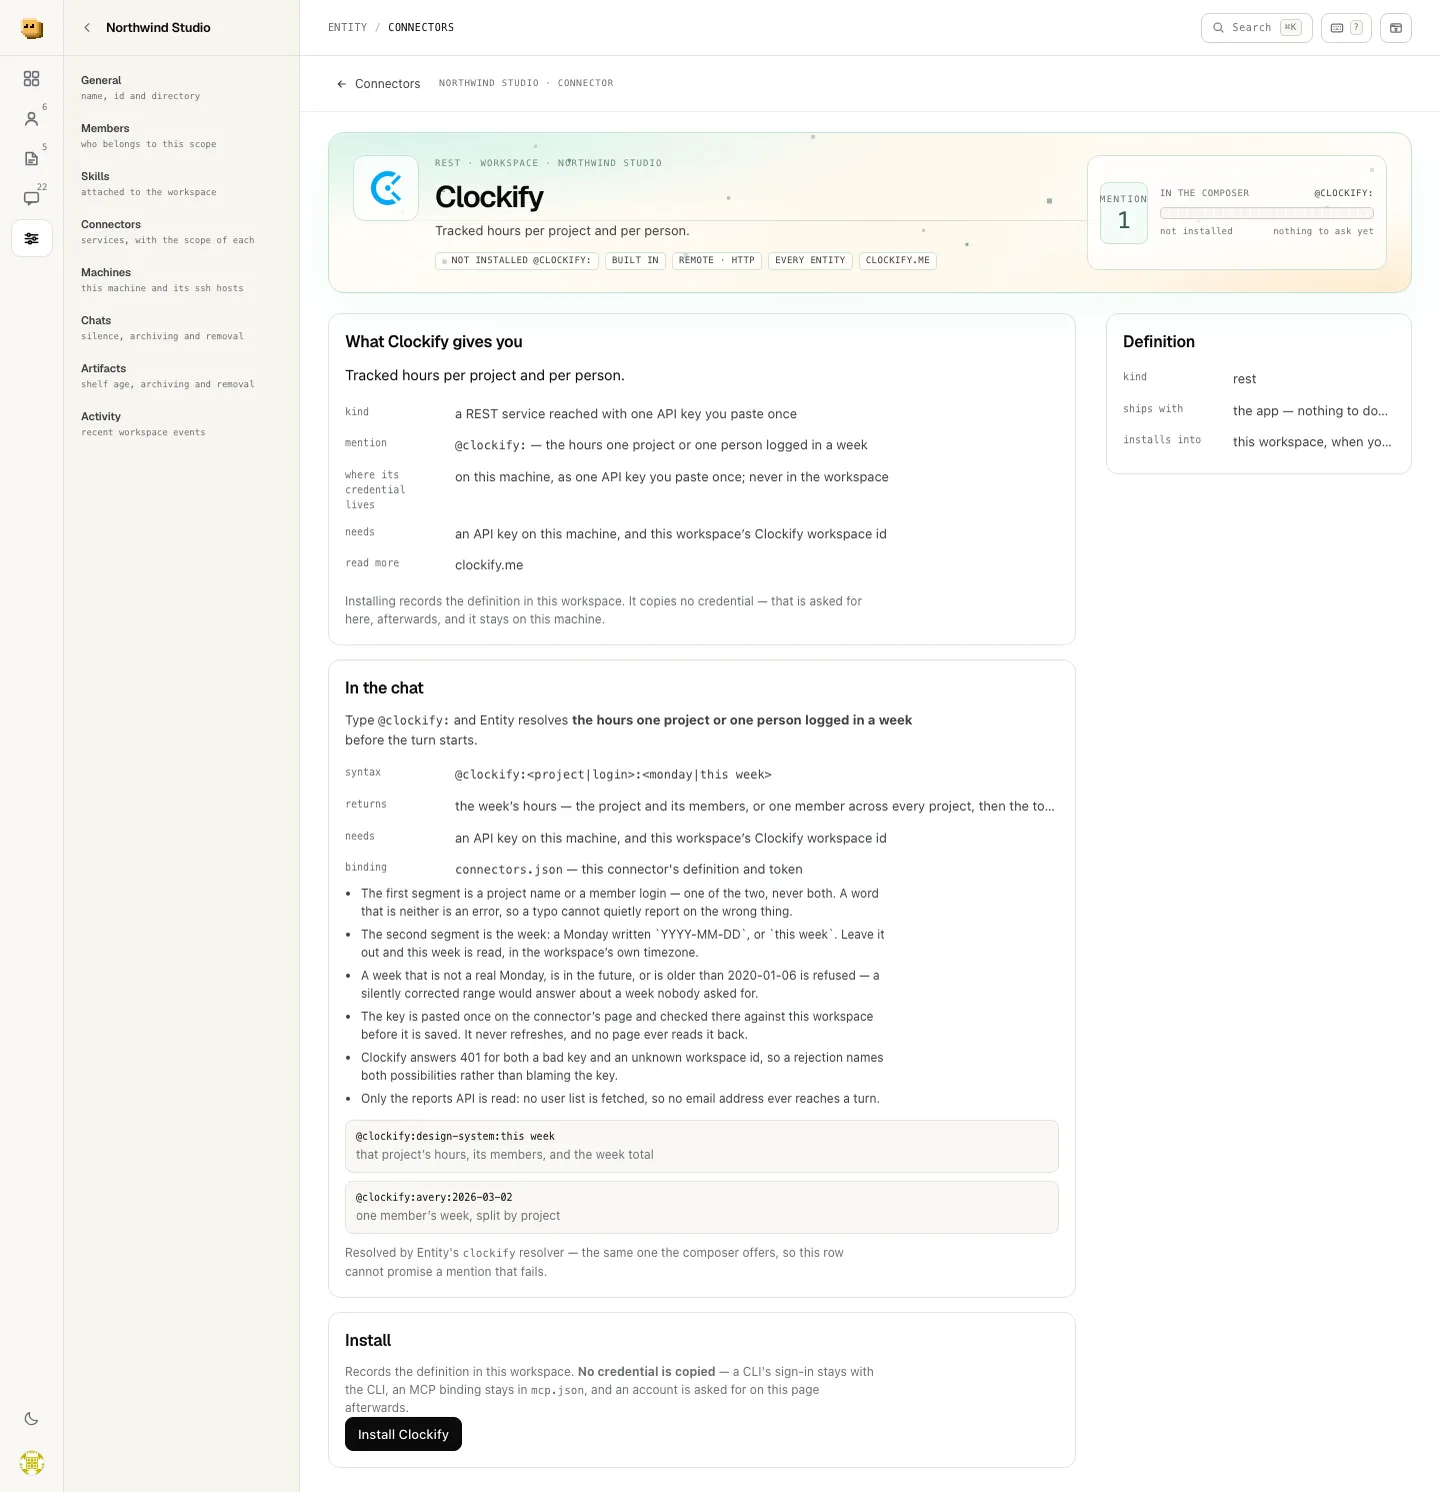 Northwind Studio
ENTITY / CONNECTORS
Search ⌘K
?
6
5
22
General
name, id and directory
Members
who belongs to this scope
Skills
attached to the workspace
Connectors
services, with the scope of each
Machines
this machine and its ssh hosts
Chats
silence, archiving and removal
Artifacts
shelf age, archiving and removal
Activity
recent workspace events
← Connectors
NORTHWIND STUDIO · CONNECTOR
REST · WORKSPACE · NORTHWIND STUDIO
Clockify
Tracked hours per project and per person.
NOT INSTALLED @CLOCKIFY:
BUILT IN
REMOTE · HTTP
EVERY ENTITY
CLOCKIFY.ME
MENTION
1
IN THE COMPOSER
@CLOCKIFY:
not installed
nothing to ask yet
What Clockify gives you
Tracked hours per project and per person.
kind
a REST service reached with one API key you paste once
mention
@clockify: — the hours one project or one person logged in a week
where its
credential
lives
on this machine, as one API key you paste once; never in the workspace
needs
an API key on this machine, and this workspace’s Clockify workspace id
read more
clockify.me
Installing records the definition in this workspace. It copies no credential — that is asked for
here, afterwards, and it stays on this machine.
Definition
kind
rest
ships with
the app — nothing to do…
installs into
this workspace, when yo…
In the chat
Type @clockify: and Entity resolves the hours one project or one person logged in a week
before the turn starts.
syntax
@clockify:<project|login>:<monday|this week>
returns
the week’s hours — the project and its members, or one member across every project, then the to…
needs
an API key on this machine, and this workspace’s Clockify workspace id
binding
connectors.json — this connector's definition and token
• The first segment is a project name or a member login — one of the two, never both. A word
that is neither is an error, so a typo cannot quietly report on the wrong thing.
• The second segment is the week: a Monday written `YYYY-MM-DD`, or `this week`. Leave it
out and this week is read, in the workspace’s own timezone.
• A week that is not a real Monday, is in the future, or is older than 2020-01-06 is refused — a
silently corrected range would answer about a week nobody asked for.
• The key is pasted once on the connector’s page and checked there against this workspace
before it is saved. It never refreshes, and no page ever reads it back.
• Clockify answers 401 for both a bad key and an unknown workspace id, so a rejection names
both possibilities rather than blaming the key.
• Only the reports API is read: no user list is fetched, so no email address ever reaches a turn.
@clockify:design-system:this week
that project’s hours, its members, and the week total
@clockify:avery:2026-03-02
one member’s week, split by project
Resolved by Entity's clockify resolver — the same one the composer offers, so this row
cannot promise a mention that fails.
Install
Records the definition in this workspace. No credential is copied — a CLI's sign-in stays with
the CLI, an MCP binding stays in mcp.json, and an account is asked for on this page
afterwards.
Install Clockify